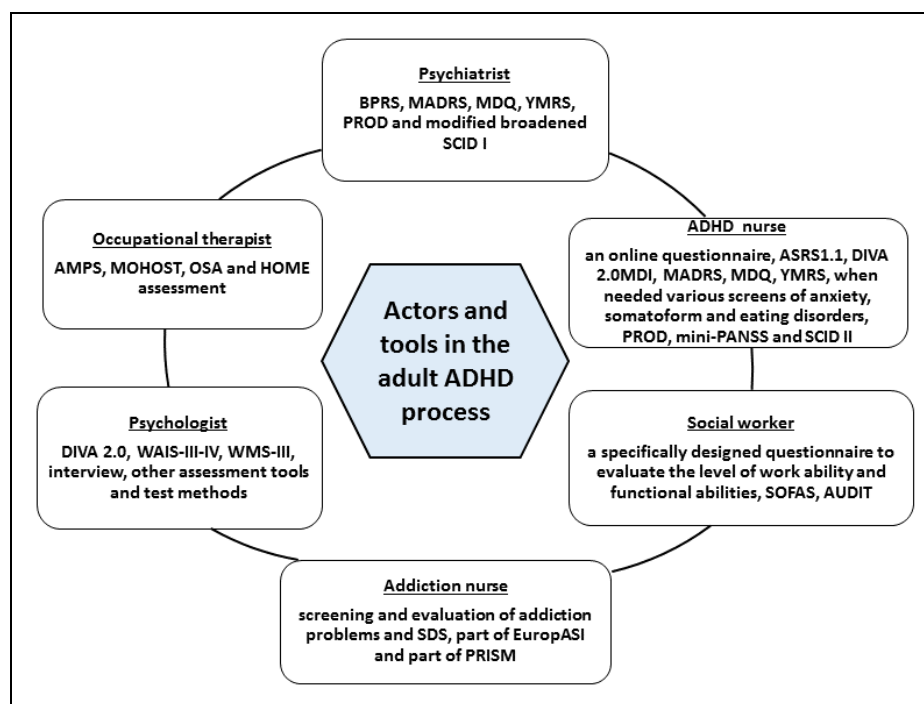 Psychiatrist
BPRS, MADRS, MDQ, YMRS,
PROD and modified broadened
SCID I
ADHD nurse
an online questionnaire, ASRS1.1, DIVA
2.0MDI, MADRS, MDQ, YMRS, when
needed various screens of anxiety,
somatoform and eating disorders,
PROD, mini-PANSS and SCID II
Social worker
a specifically designed questionnaire to
evaluate the level of work ability and
functional abilities, SOFAS, AUDIT
Addiction nurse
screening and evaluation of addiction
problems and SDS, part of EuropASI
and part of PRISM
Psychologist
DIVA 2.0, WAIS-III-IV, WMS-III,
interview, other assessment tools
and test methods
Occupational therapist
AMPS, MOHOST, OSA and HOME
assessment
Actors and
tools in the
adult ADHD
process